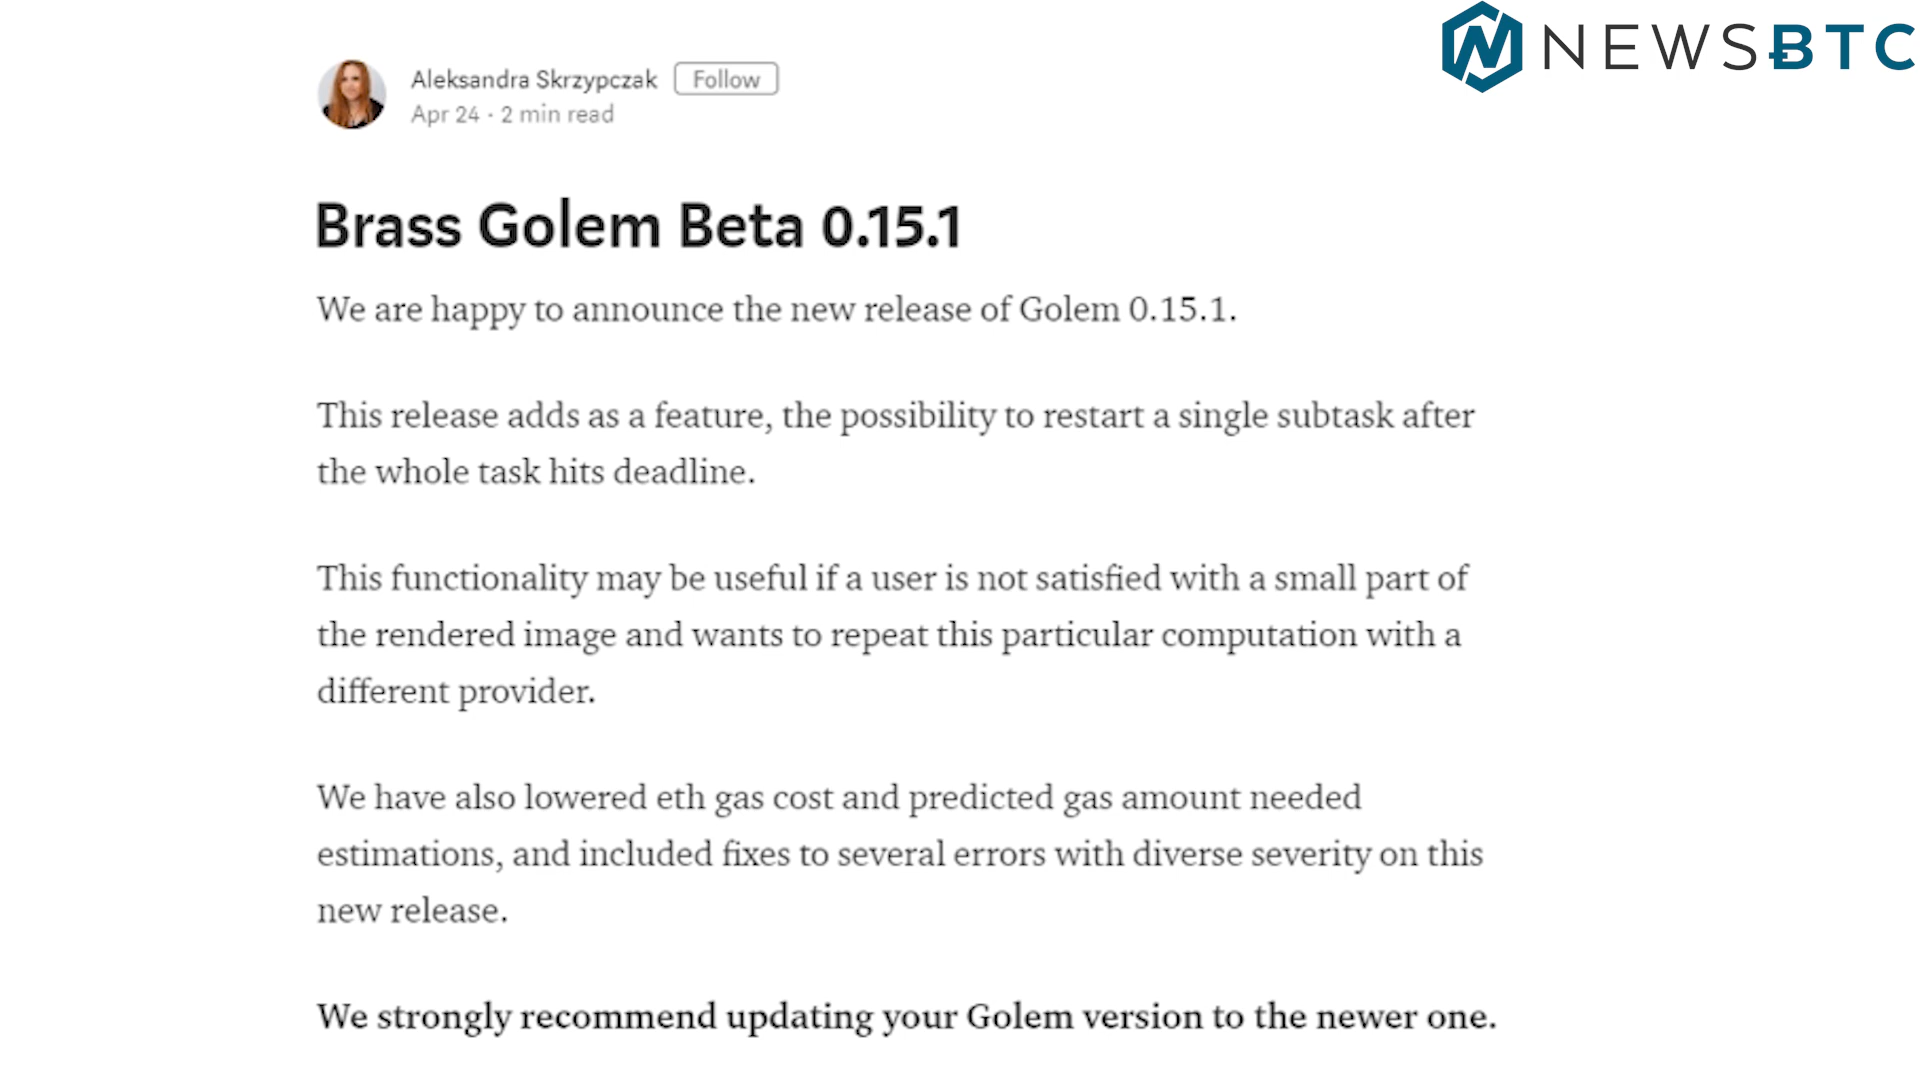 NEWSBTC
Aleksandra Skrzypczak Follow
Apr 24 · 2 min read
Brass Golem Beta 0.15.1
We are happy to announce the new release of Golem 0.15.1.
This release adds as a feature, the possibility to restart a single subtask after
the whole task hits deadline.
This functionality may be useful if a user is not satisfied with a small part of
the rendered image and wants to repeat this particular computation with a
different provider.
We have also lowered eth gas cost and predicted gas amount needed
estimations, and included fixes to several errors with diverse severity on this
new release.
We strongly recommend updating your Golem version to the newer one.